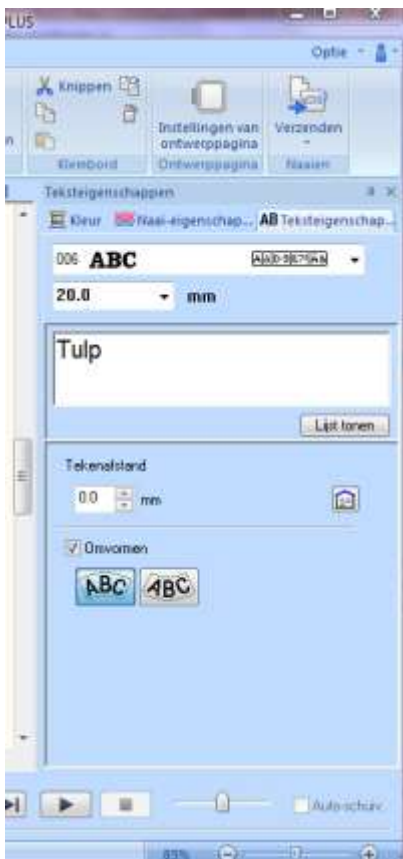 PLUS
Optie
Knippen
Instellingen van
ontwerppagina
Verzenden
Klembord
Ontwerppagina
Naaien
Teksteigenschappen
Kleur
Naai-eigenschap...
AB Teksteigenschap...
006 ABC
20.0 mm
Tulp
Lijst tonen
Tekenafstand
0.0 mm
Omvormen
ABC ABC
Auto-schuiv